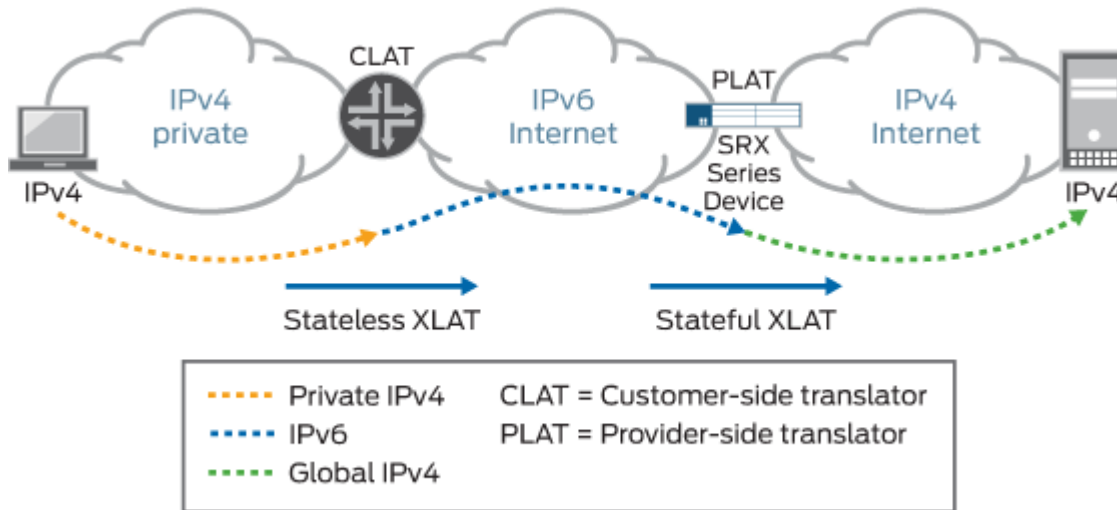 CLAT
PLAT
IPv4
private
IPv6
Internet
IPv4
Internet
SRX
Series
Device
IPv4
IPv4
Stateless XLAT
Stateful XLAT
Private IPv4
CLAT = Customer-side translator
IPv6
PLAT = Provider-side translator
Global IPv4